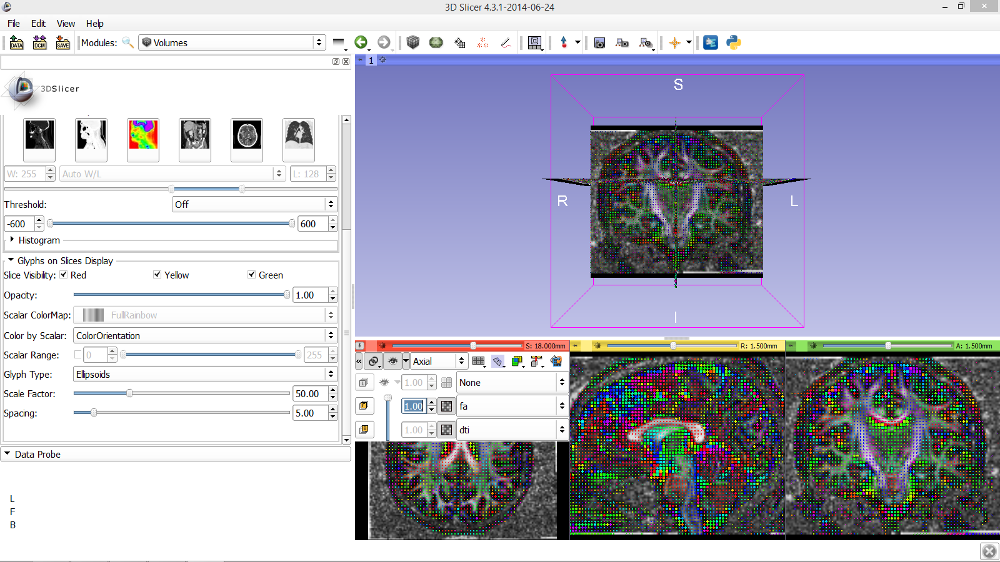 3D Slicer 4.3.1-2014-06-24
File Edit View Help
DATA DCM SAVE Modules: Volumes
1
3DSlicer
W: 255 Auto W/L L: 128
Threshold: Off
-600 600
Histogram
Glyphs on Slices Display
Slice Visibility: Red Yellow Green
Opacity: 1.00
Scalar ColorMap: FullRainbow
Color by Scalar: ColorOrientation
Scalar Range: 0 255
Glyph Type: Ellipsoids
Scale Factor: 50.00
Spacing: 5.00
Data Probe
L
F
B
S
R L
I
S: 18.000mm R: 1.500mm A: 1.500mm
Axial
1.00 None
F 1.00 fa
B 1.00 dti